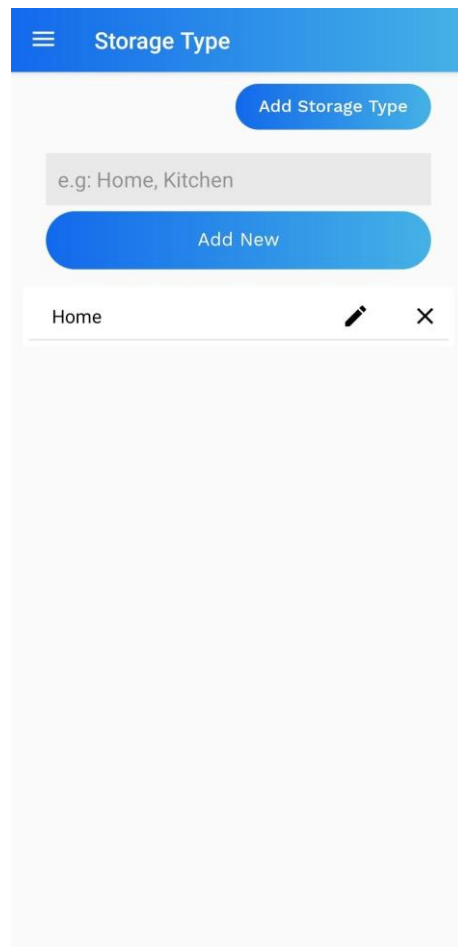 Storage Type
Add Storage Type
e.g: Home, Kitchen
Add New
Home